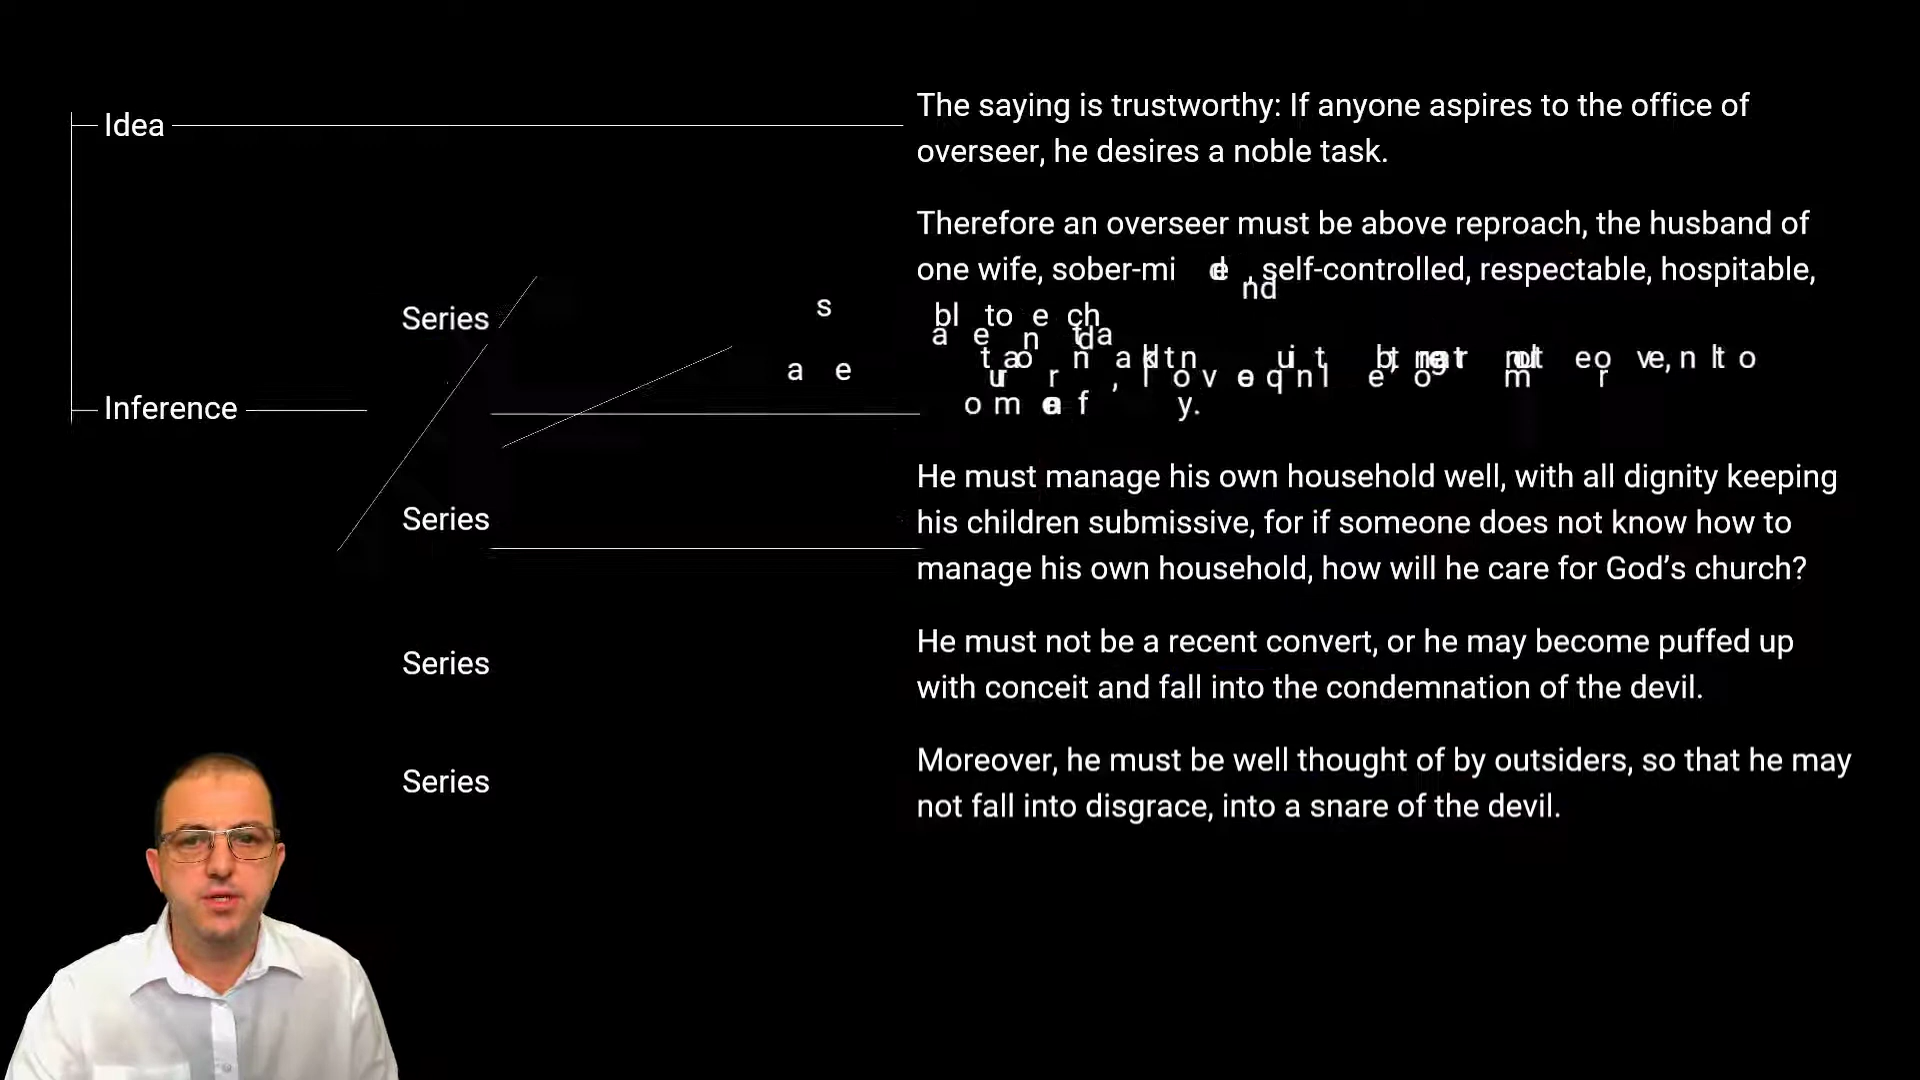 Idea
The saying is trustworthy: If anyone aspires to the office of
overseer, he desires a noble task.
Inference
Series
Therefore an overseer must be above reproach, the husband of
one wife, self-controlled, respectable, hospitable,
Series
He must manage his own household well, with all dignity keeping
his children submissive, for if someone does not know how to
manage his own household, how will he care for God’s church?
Series
He must not be a recent convert, or he may become puffed up
with conceit and fall into the condemnation of the devil.
Series
Moreover, he must be well thought of by outsiders, so that he may
not fall into disgrace, into a snare of the devil.